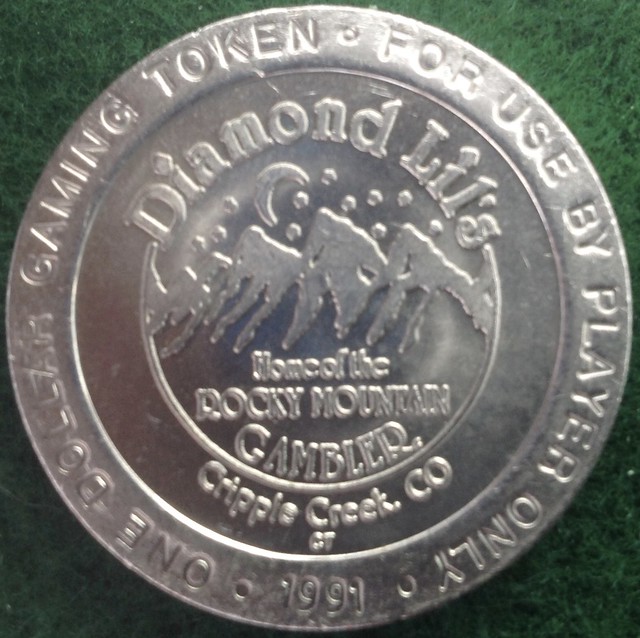 ONE DOLLAR GAMING TOKEN • FOR USE BY PLAYER ONLY • 1991 •
Diamond Lil's
Home of the
ROCKY MOUNTAIN
GAMBLER
Cripple Creek, CO
GT